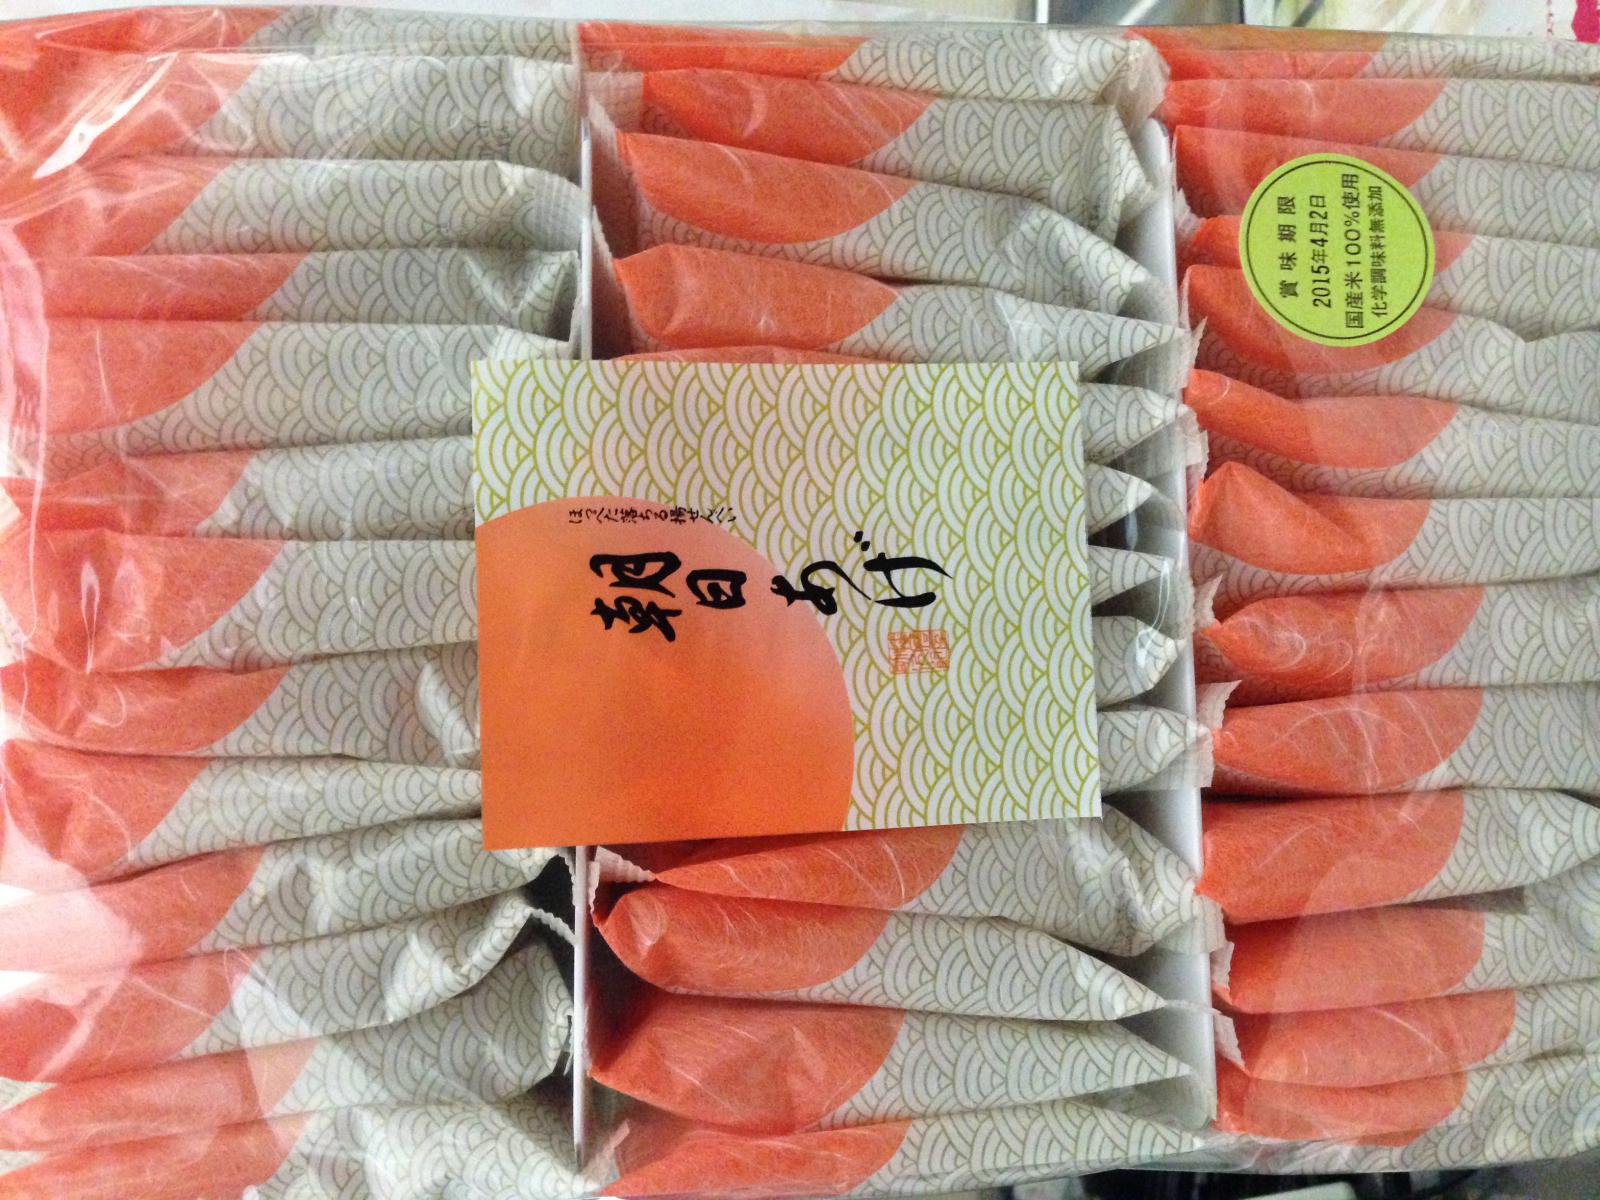 ほっぺた落ちる揚せんべい
朝日あげ
賞味期限
2015年4月2日
国産米100%使用
化学調味料無添加